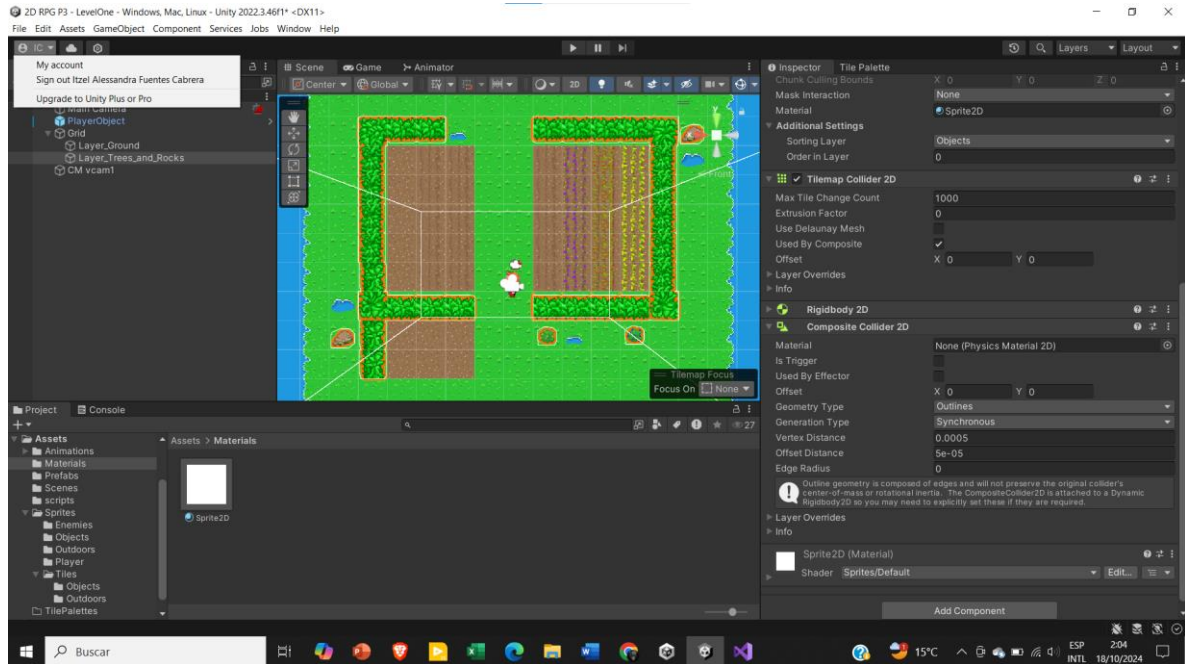 2D RPG P3 - LevelOne - Windows, Mac, Linux - Unity 2022.3.46f1* <DX11>
File Edit Assets GameObject Component Services Jobs Window Help
IC
Layers
Layout
My account
Sign out Itzel Alessandra Fuentes Cabrera
Upgrade to Unity Plus or Pro
Main Camera
PlayerObject
Grid
Layer_Ground
Layer_Trees_and_Rocks
CM vcam1
Scene Game Animator
Center Global 2D
y
Front
Tilemap Focus
Focus On None
Inspector Tile Palette
Chunk Culling Bounds X 0 Y 0 Z 0
Mask Interaction None
Material Sprite2D
Additional Settings
Sorting Layer Objects
Order in Layer 0
Tilemap Collider 2D
Max Tile Change Count 1000
Extrusion Factor 0
Use Delaunay Mesh
Used By Composite
Offset X 0 Y 0
Layer Overrides
Info
Rigidbody 2D
Composite Collider 2D
Material None (Physics Material 2D)
Is Trigger
Used By Effector
Offset X 0 Y 0
Geometry Type Outlines
Generation Type Synchronous
Vertex Distance 0.0005
Offset Distance 5e-05
Edge Radius 0
Outline geometry is composed of edges and will not preserve the original collider's
center-of-mass or rotational inertia. The CompositeCollider2D is attached to a Dynamic
Rigidbody2D so you may need to explicitly set these if they are required.
Layer Overrides
Info
Sprite2D (Material)
Shader Sprites/Default Edit...
Add Component
Project Console
27
Assets
Animations
Materials
Prefabs
Scenes
scripts
Sprites
Enemies
Objects
Outdoors
Player
Tiles
Objects
Outdoors
TilePalettes
Assets > Materials
Sprite2D
Buscar
15°C
ESP
INTL
2:04
18/10/2024